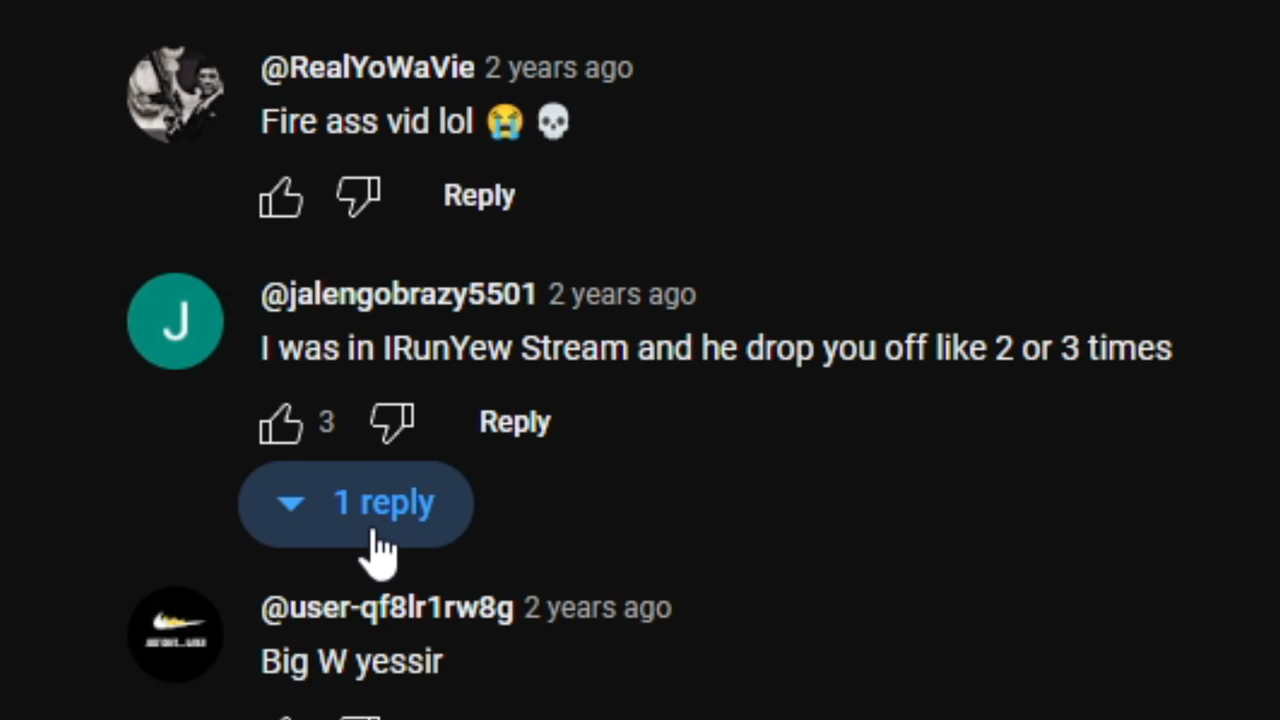 @RealYoWaVie 2 years ago
Fire ass vid lol 😭 💀
Reply
J
@jalengobrazy5501 2 years ago
I was in IRunYew Stream and he drop you off like 2 or 3 times
3 Reply
1 reply
@user-qf8lr1rw8g 2 years ago
Big W yessir